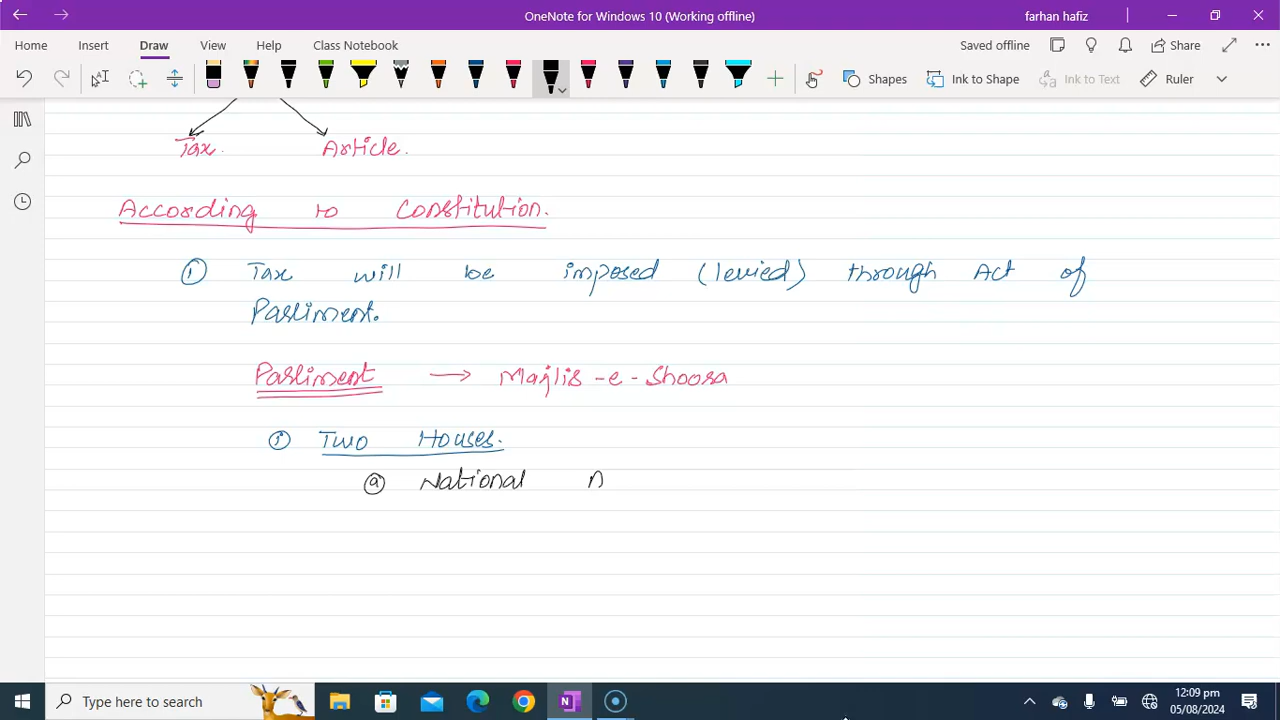 OneNote for Windows 10 (Working offline)
farhan hafiz
Home Insert Draw View Help Class Notebook
Saved offline Share
Shapes Ink to Shape Ink to Text Ruler
Tax. Article.
According to Constitution.
① Tax will be imposed (levied) through Act of
Parliment.
Parliment → Majlis-e-Shoora
① Two Houses.
ⓐ National
Type here to search
12:09 pm
05/08/2024